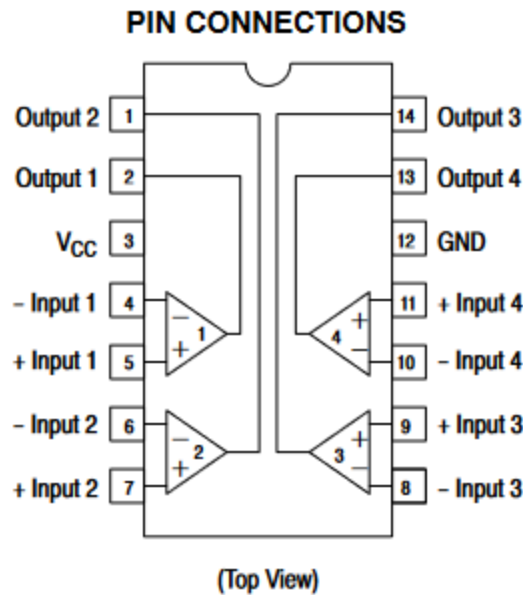 PIN CONNECTIONS
Output 2 1 14 Output 3
Output 1 2 13 Output 4
VCC 3 12 GND
– Input 1 4 – 1 + 4 11 + Input 4
+ Input 1 5 + – 10 – Input 4
– Input 2 6 – 2 + 3 9 + Input 3
+ Input 2 7 + – 8 – Input 3
(Top View)